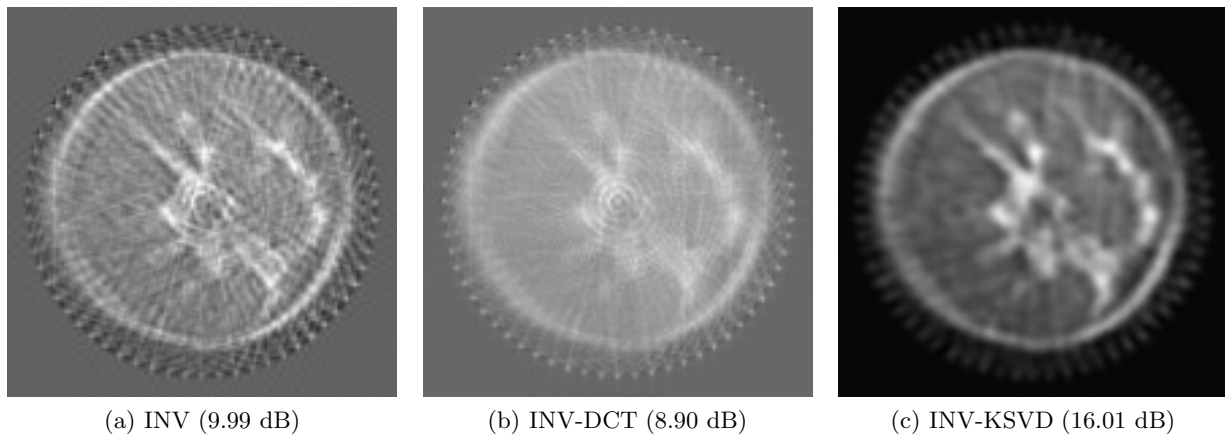 (a) INV (9.99 dB)
(b) INV-DCT (8.90 dB)
(c) INV-KSVD (16.01 dB)